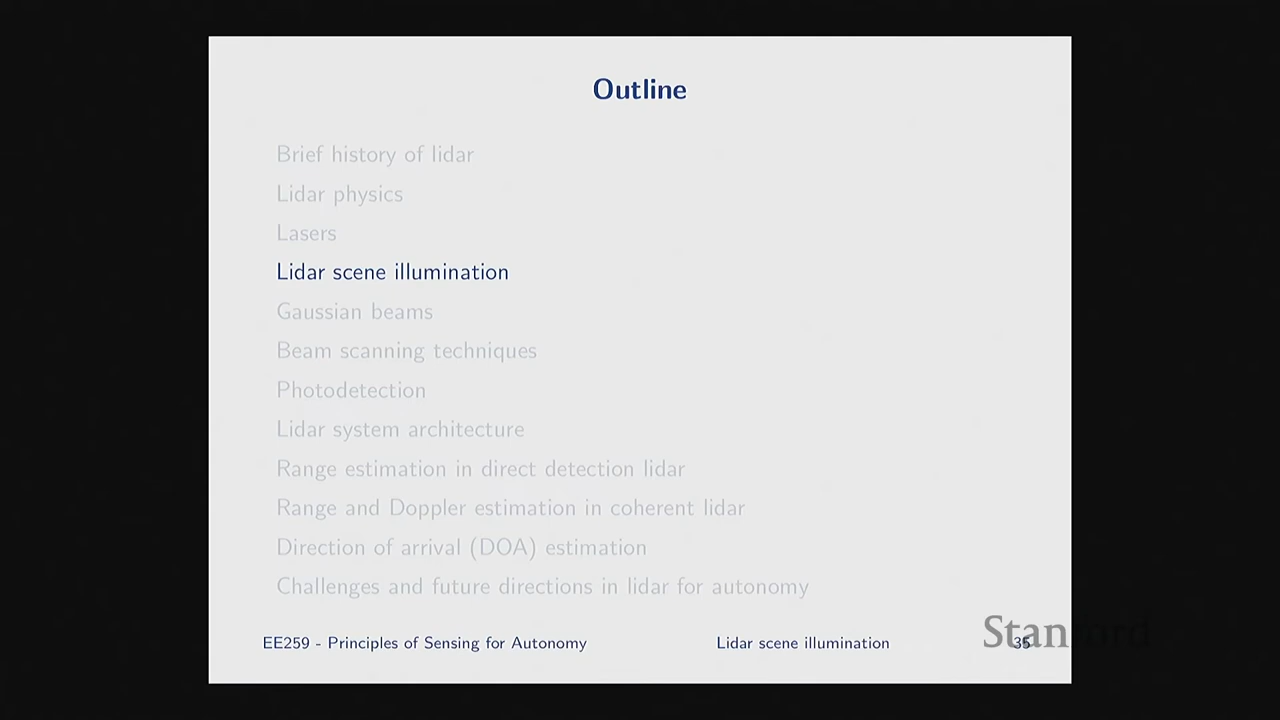 Outline
Brief history of lidar
Lidar physics
Lasers
Lidar scene illumination
Gaussian beams
Beam scanning techniques
Photodetection
Lidar system architecture
Range estimation in direct detection lidar
Range and Doppler estimation in coherent lidar
Direction of arrival (DOA) estimation
Challenges and future directions in lidar for autonomy
EE259 - Principles of Sensing for Autonomy
Lidar scene illumination
35
Stanford